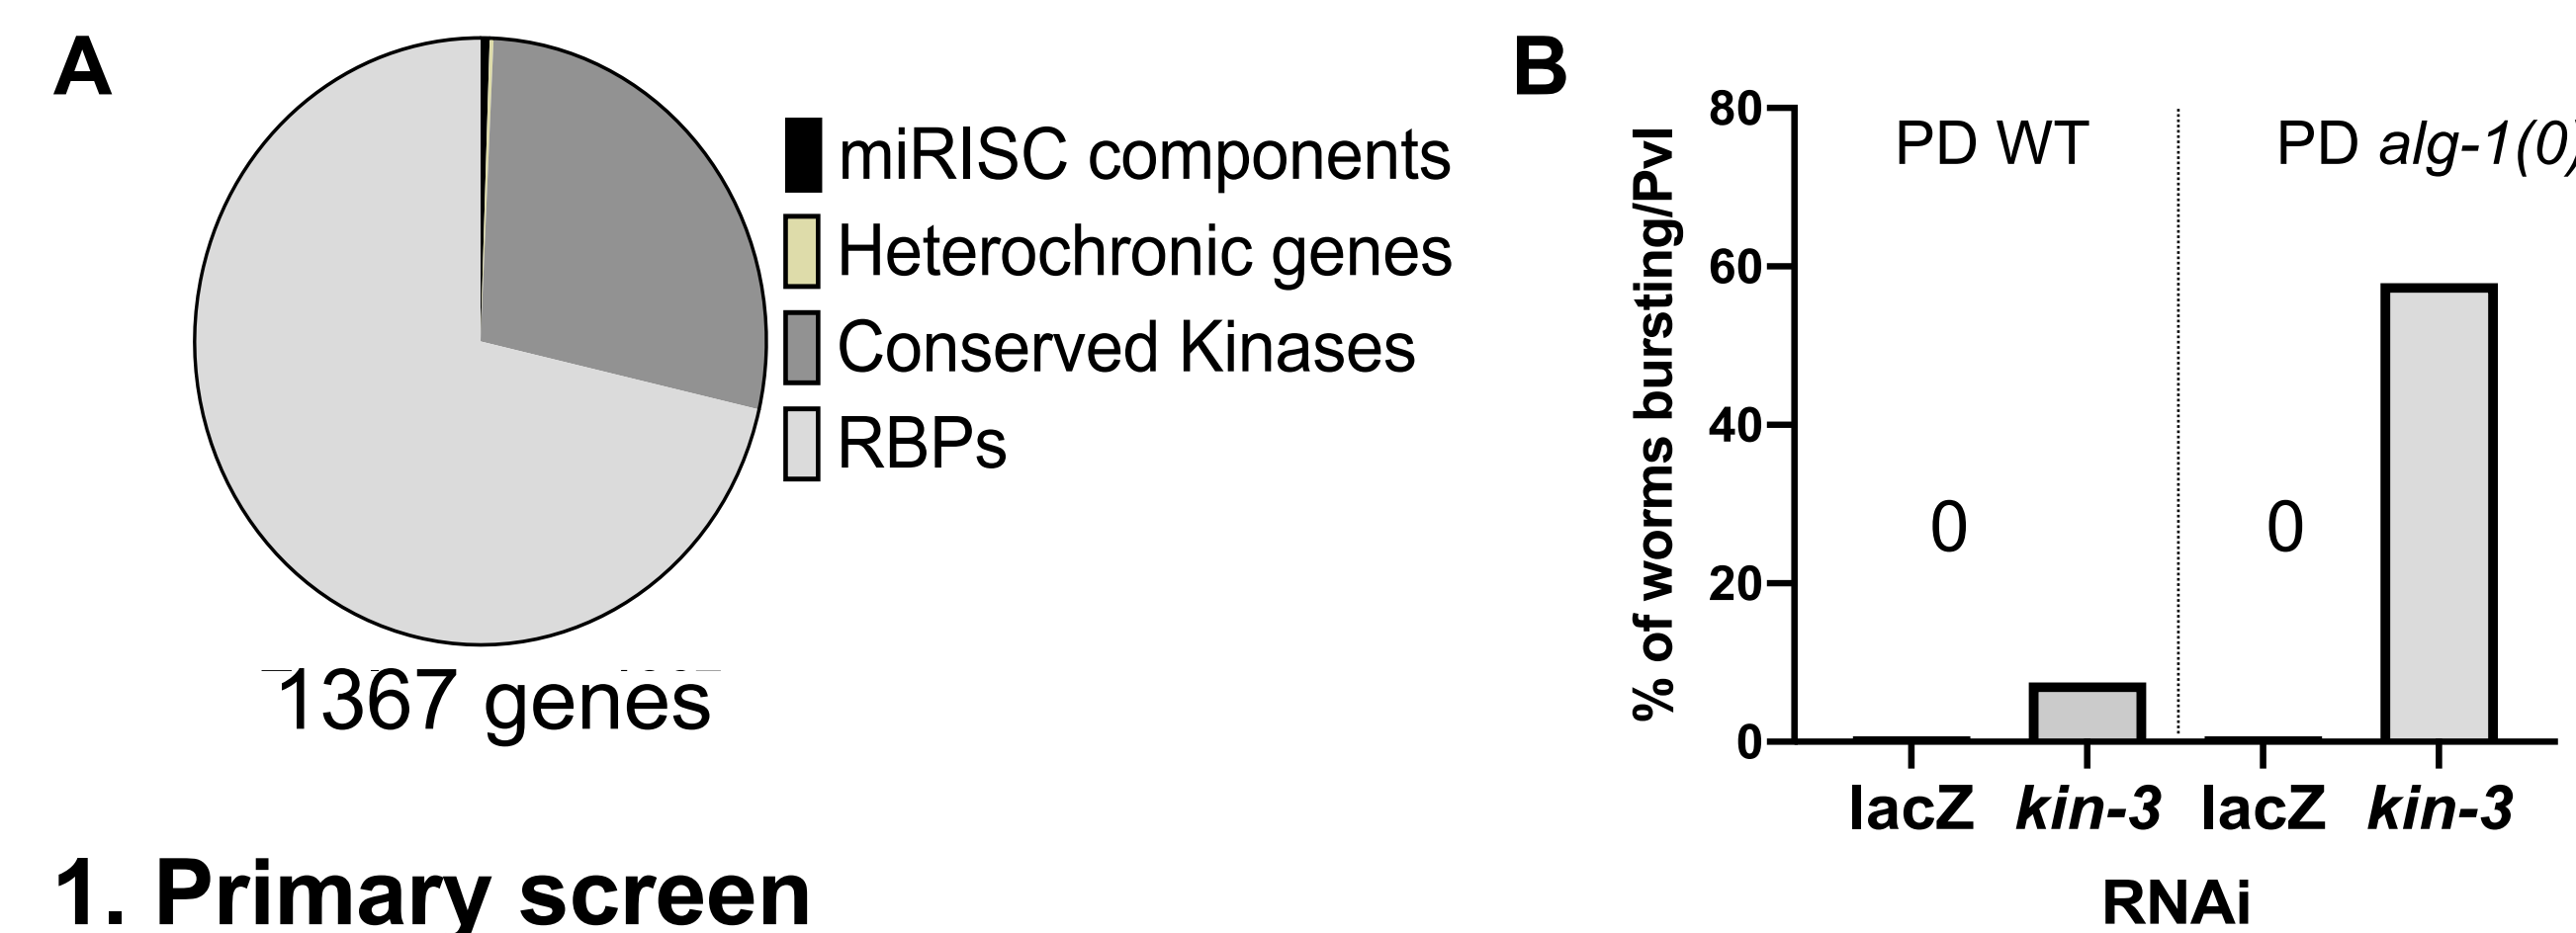 A
miRISC components
Heterochronic genes
Conserved Kinases
RBPs
1367 genes
1. Primary screen
B
% of worms bursting/Pvl
80
60
40
20
0
PD WT
PD alg-1(0)
0
0
lacZ kin-3 lacZ kin-3
RNAi